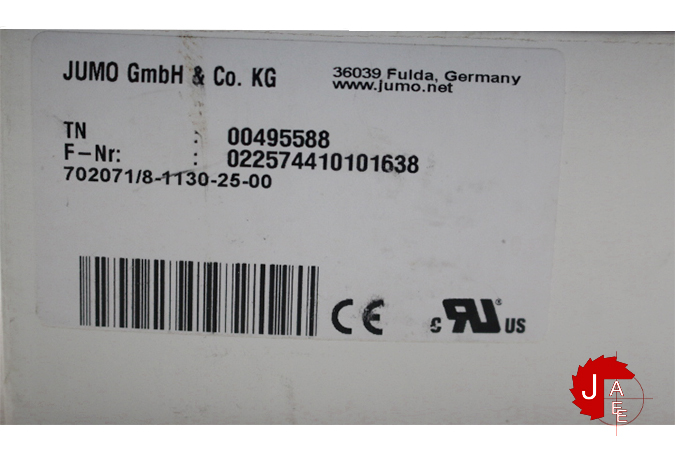 JUMO GmbH & Co. KG
36039 Fulda, Germany
www.jumo.net
TN : 00495588
F-Nr: : 022574410101638
702071/8-1130-25-00
CE
c RU ® US
J
A
E
E